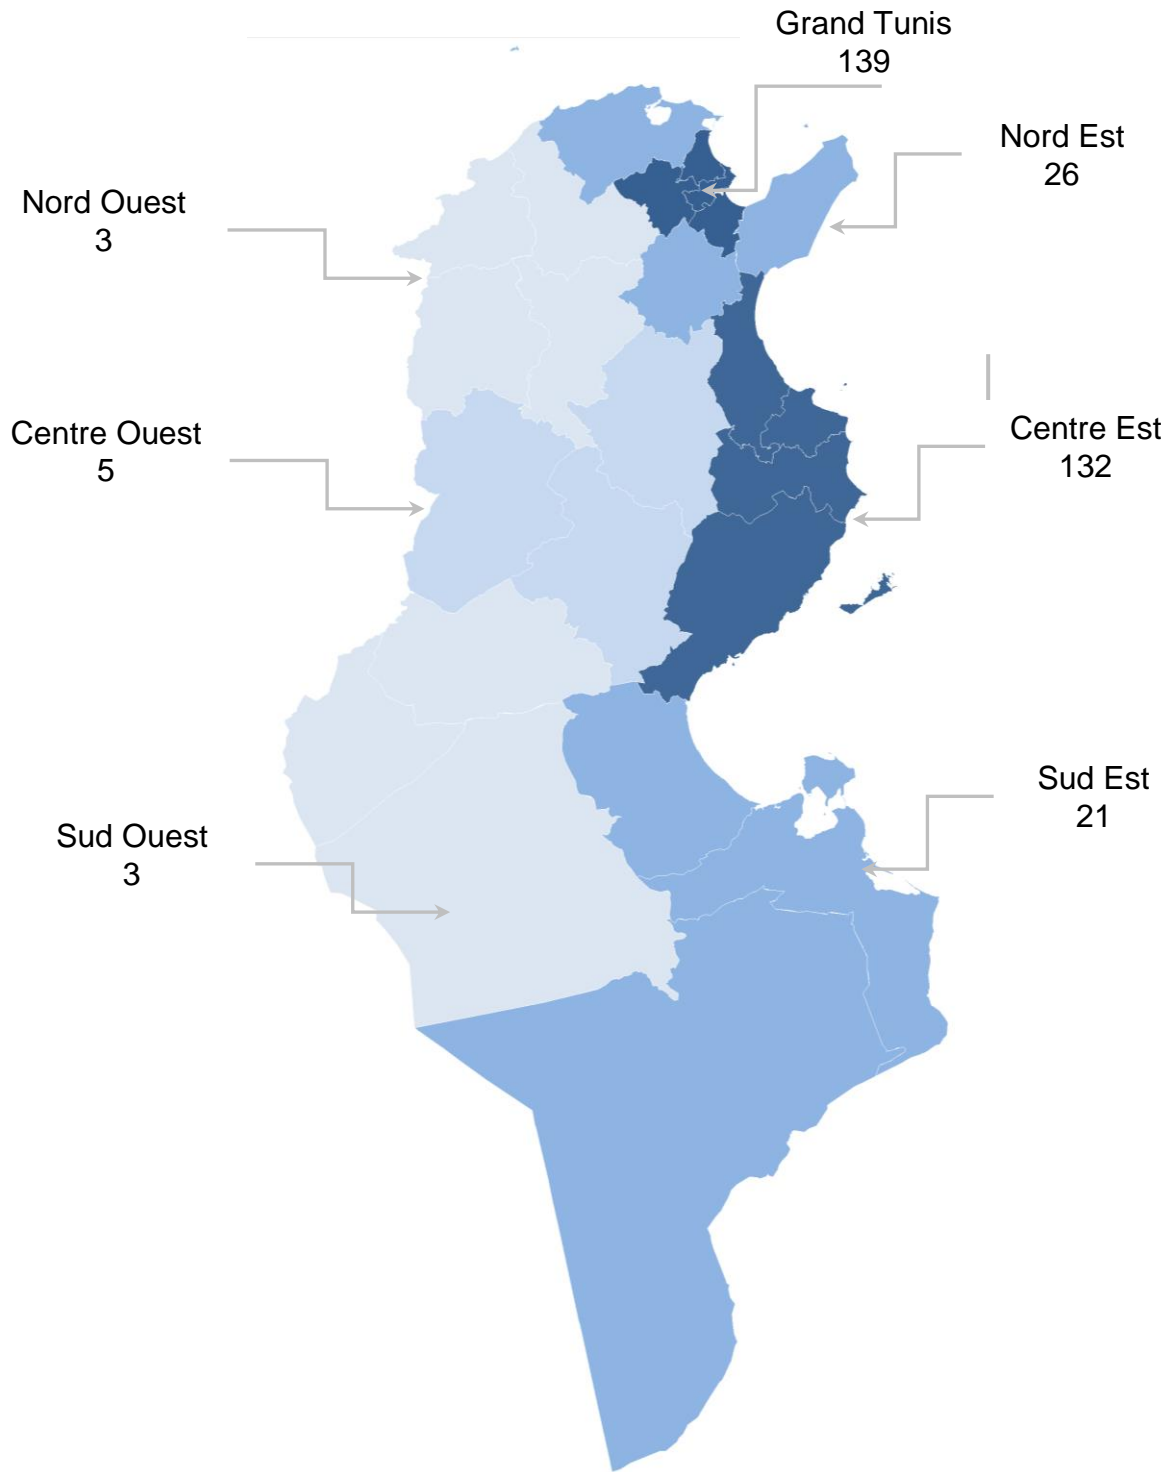 Grand Tunis
139
Nord Est
26
Nord Ouest
3
Centre Est
132
Centre Ouest
5
Sud Est
21
Sud Ouest
3